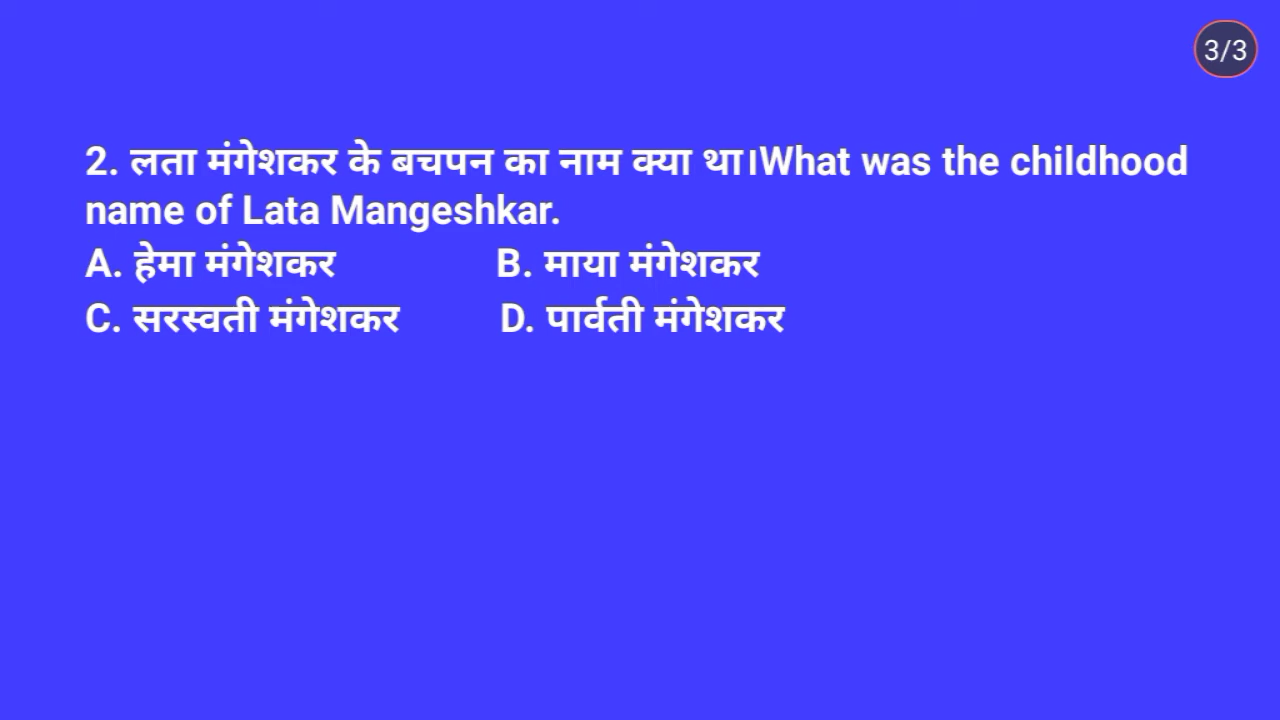 3/3
2. लता मंगेशकर के बचपन का नाम क्या था।What was the childhood
name of Lata Mangeshkar.
A. हेमा मंगेशकर B. माया मंगेशकर
C. सरस्वती मंगेशकर D. पार्वती मंगेशकर